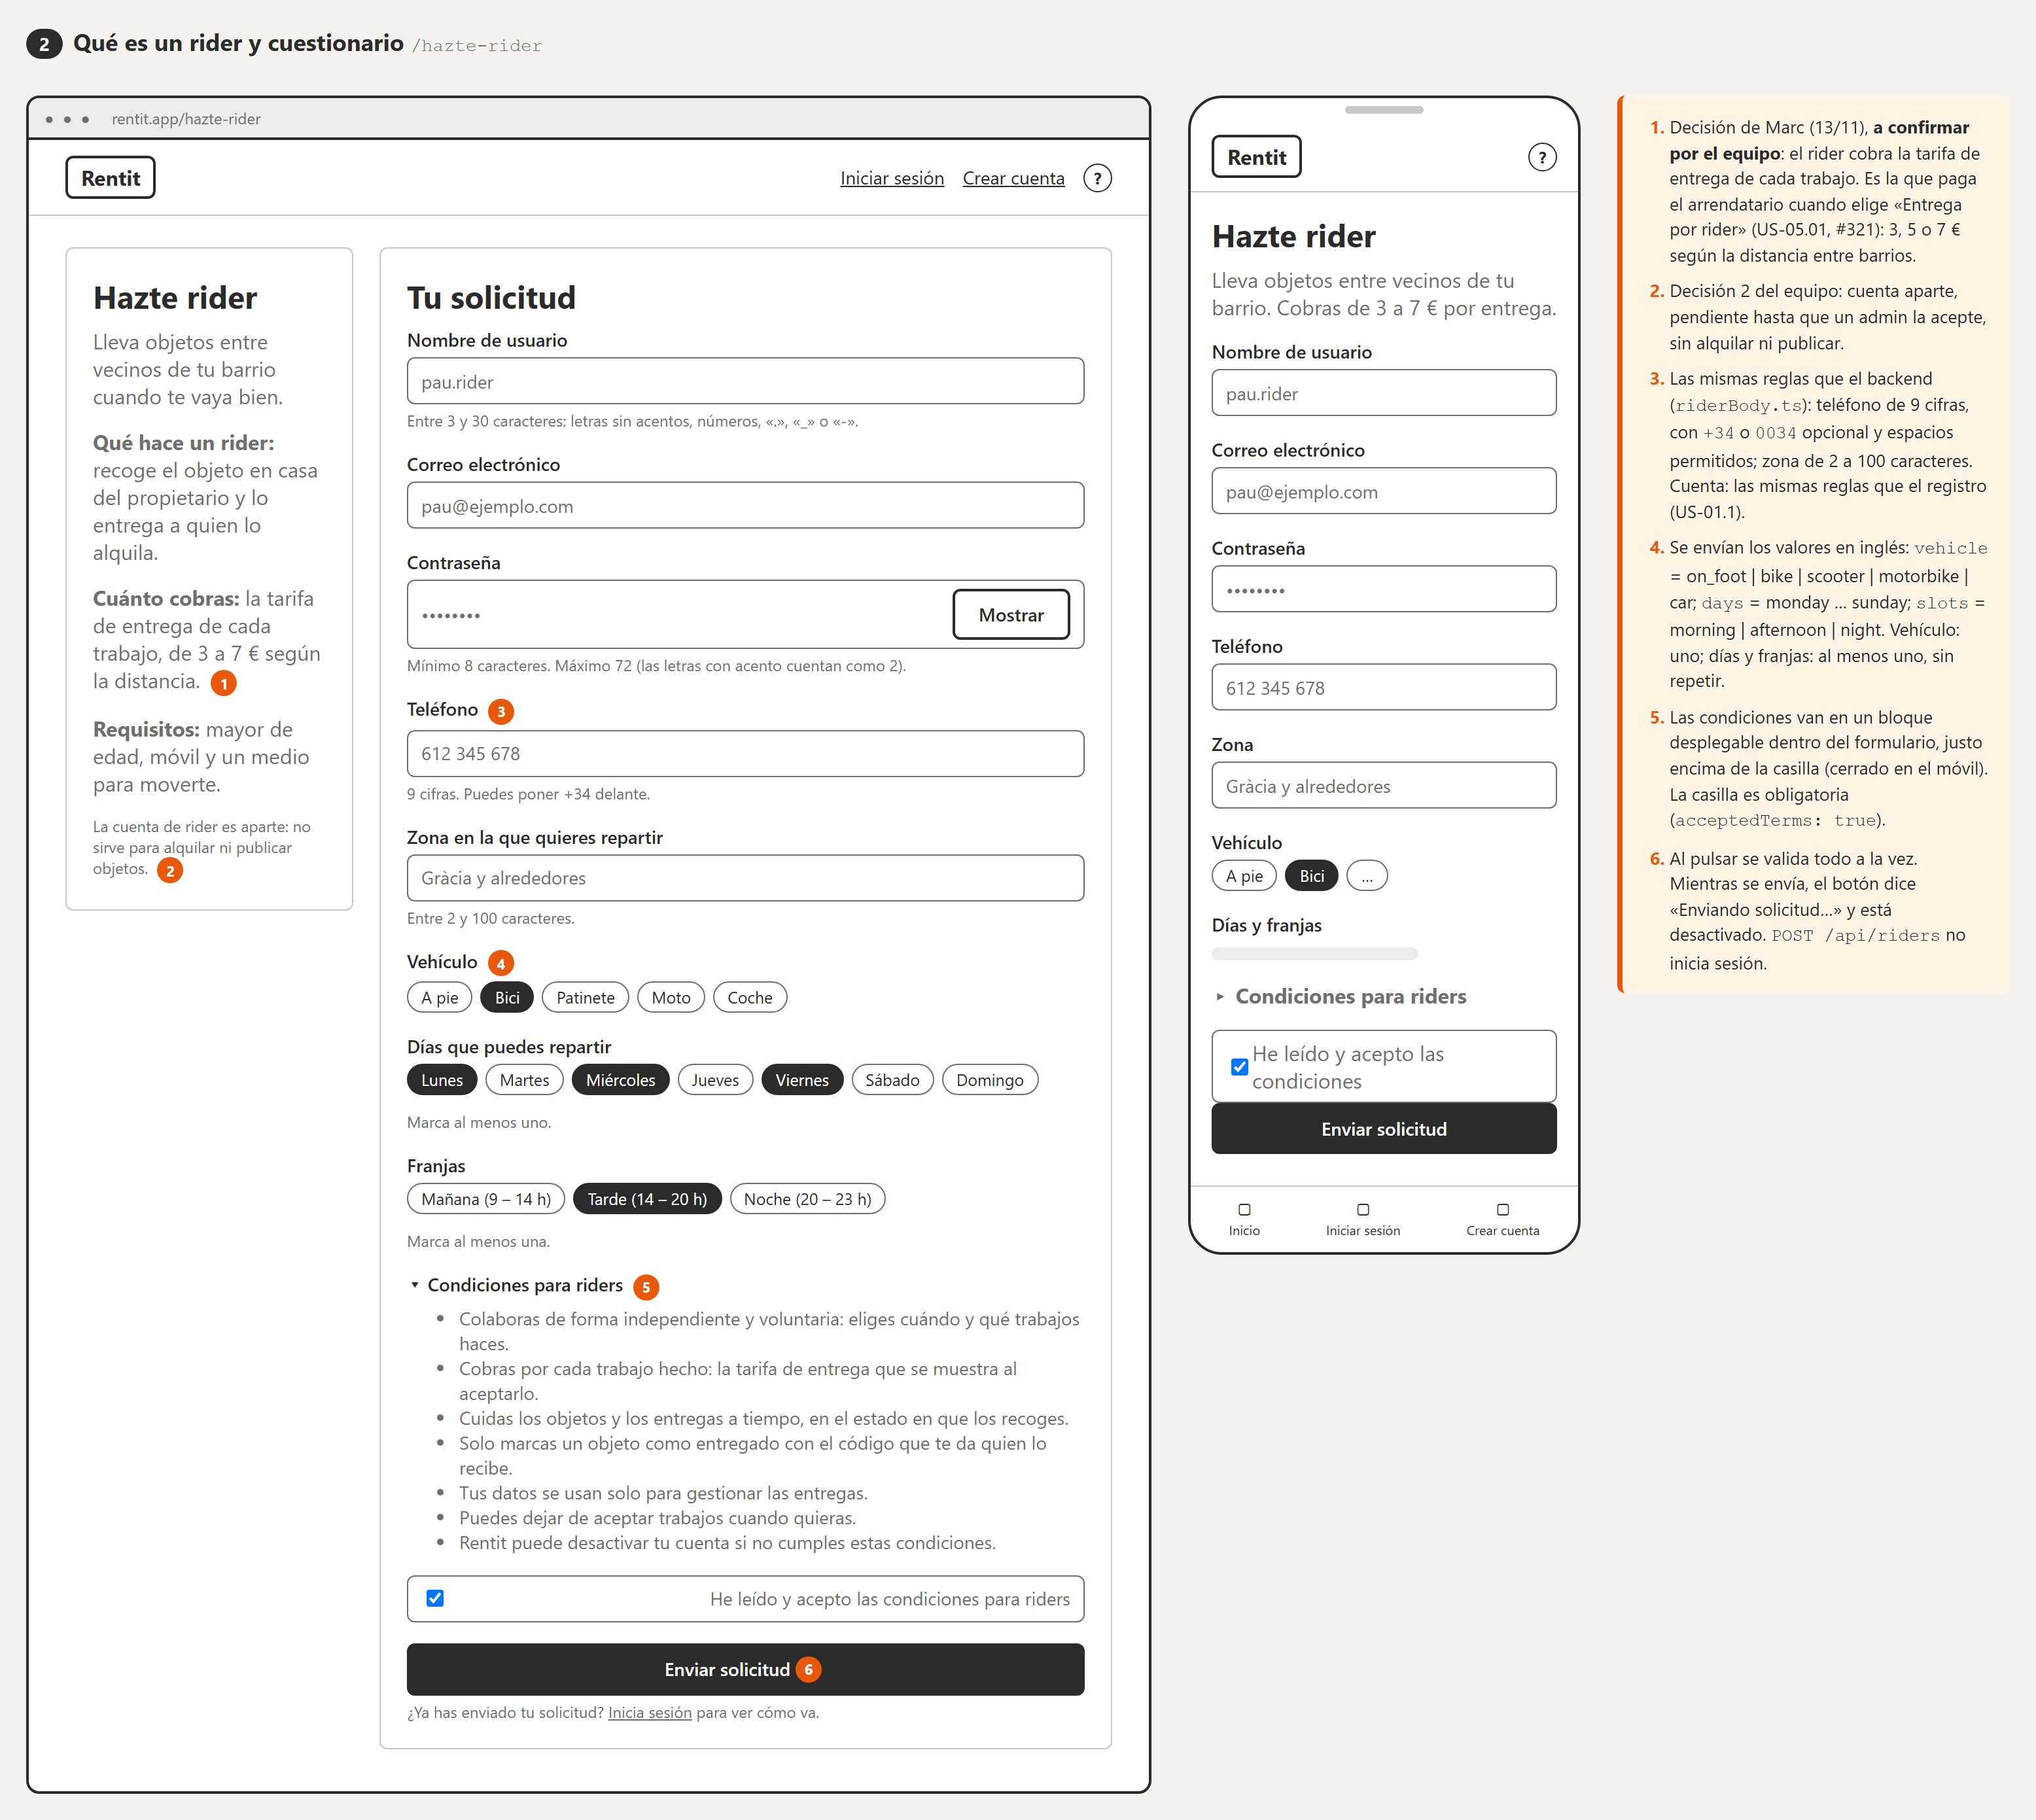 2 Qué es un rider y cuestionario /hazte-rider
rentit.app/hazte-rider
Rentit
Iniciar sesión Crear cuenta ?
Hazte rider
Lleva objetos entre
vecinos de tu barrio
cuando te vaya bien.
Qué hace un rider:
recoge el objeto en casa
del propietario y lo
entrega a quien lo
alquila.
Cuánto cobras: la tarifa
de entrega de cada
trabajo, de 3 a 7 € según
la distancia. 1
Requisitos: mayor de
edad, móvil y un medio
para moverte.
La cuenta de rider es aparte: no
sirve para alquilar ni publicar
objetos. 2
Tu solicitud
Nombre de usuario
pau.rider
Entre 3 y 30 caracteres: letras sin acentos, números, «.», «_» o «-».
Correo electrónico
pau@ejemplo.com
Contraseña
••••••••
Mostrar
Mínimo 8 caracteres. Máximo 72 (las letras con acento cuentan como 2).
Teléfono 3
612 345 678
9 cifras. Puedes poner +34 delante.
Zona en la que quieres repartir
Gràcia y alrededores
Entre 2 y 100 caracteres.
Vehículo 4
A pie Bici Patinete Moto Coche
Días que puedes repartir
Lunes Martes Miércoles Jueves Viernes Sábado Domingo
Marca al menos uno.
Franjas
Mañana (9 – 14 h) Tarde (14 – 20 h) Noche (20 – 23 h)
Marca al menos una.
▾ Condiciones para riders 5
• Colaboras de forma independiente y voluntaria: eliges cuándo y qué trabajos
haces.
• Cobras por cada trabajo hecho: la tarifa de entrega que se muestra al
aceptarlo.
• Cuidas los objetos y los entregas a tiempo, en el estado en que los recoges.
• Solo marcas un objeto como entregado con el código que te da quien lo
recibe.
• Tus datos se usan solo para gestionar las entregas.
• Puedes dejar de aceptar trabajos cuando quieras.
• Rentit puede desactivar tu cuenta si no cumples estas condiciones.
He leído y acepto las condiciones para riders
Enviar solicitud 6
¿Ya has enviado tu solicitud? Inicia sesión para ver cómo va.
Rentit
?
Hazte rider
Lleva objetos entre vecinos de tu
barrio. Cobras de 3 a 7 € por entrega.
Nombre de usuario
pau.rider
Correo electrónico
pau@ejemplo.com
Contraseña
••••••••
Teléfono
612 345 678
Zona
Gràcia y alrededores
Vehículo
A pie Bici ...
Días y franjas
▸ Condiciones para riders
He leído y acepto las
condiciones
Enviar solicitud
Inicio Iniciar sesión Crear cuenta
1. Decisión de Marc (13/11), a confirmar
por el equipo: el rider cobra la tarifa de
entrega de cada trabajo. Es la que paga
el arrendatario cuando elige «Entrega
por rider» (US-05.01, #321): 3, 5 o 7 €
según la distancia entre barrios.
2. Decisión 2 del equipo: cuenta aparte,
pendiente hasta que un admin la acepte,
sin alquilar ni publicar.
3. Las mismas reglas que el backend
(riderBody.ts): teléfono de 9 cifras,
con +34 o 0034 opcional y espacios
permitidos; zona de 2 a 100 caracteres.
Cuenta: las mismas reglas que el registro
(US-01.1).
4. Se envían los valores en inglés: vehicle
= on_foot | bike | scooter | motorbike |
car; days = monday ... sunday; slots =
morning | afternoon | night. Vehículo:
uno; días y franjas: al menos uno, sin
repetir.
5. Las condiciones van en un bloque
desplegable dentro del formulario, justo
encima de la casilla (cerrado en el móvil).
La casilla es obligatoria
(acceptedTerms: true).
6. Al pulsar se valida todo a la vez.
Mientras se envía, el botón dice
«Enviando solicitud...» y está
desactivado. POST /api/riders no
inicia sesión.